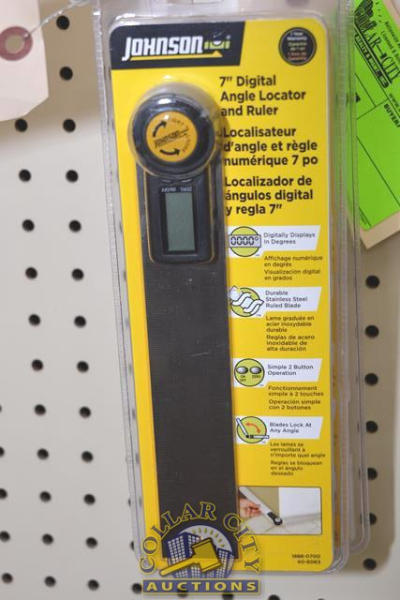 JOHNSON
7" Digital
Angle Locator
and Ruler
Localisateur
d'angle et règle
numérique 7 po
Localizador de
ángulos digital
y regla 7"
Digitally Displays
In Degrees
Affichage numérique
en degrés
Visualización digital
en grados
Durable
Stainless Steel
Ruled Blade
Lame graduée en
acier inoxydable
durable
Reglas de acero
inoxidable de
alta duración
Simple 2 Button
Operation
Fonctionnement
simple à 2 touches
Operación simple
con 2 botones
Blades Lock At
Any Angle
Les lames se
verrouillent à
n'importe quel angle
Reglas se bloquean
en el ángulo
deseado
1888-0700
COLLAR CITY
AUCTIONS